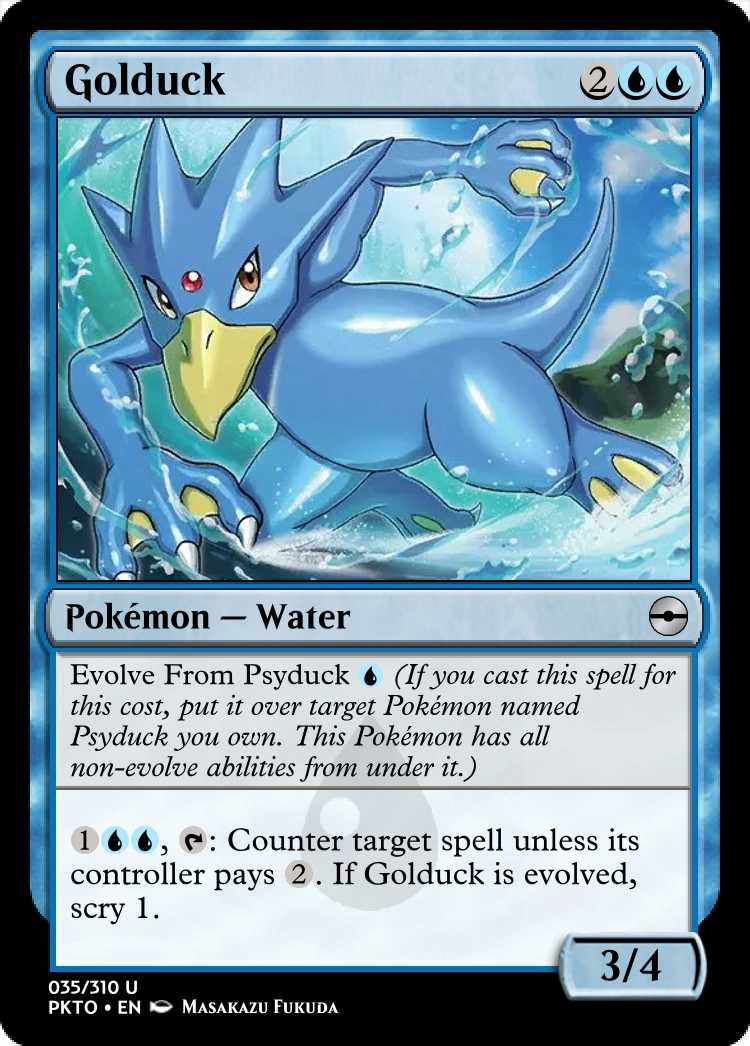 Golduck 2
Pokémon — Water
Evolve From Psyduck (If you cast this spell for
this cost, put it over target Pokémon named
Psyduck you own. This Pokémon has all
non-evolve abilities from under it.)
1 , : Counter target spell unless its
controller pays 2. If Golduck is evolved,
scry 1.
3/4
035/310 U
PKTO • EN Masakazu Fukuda